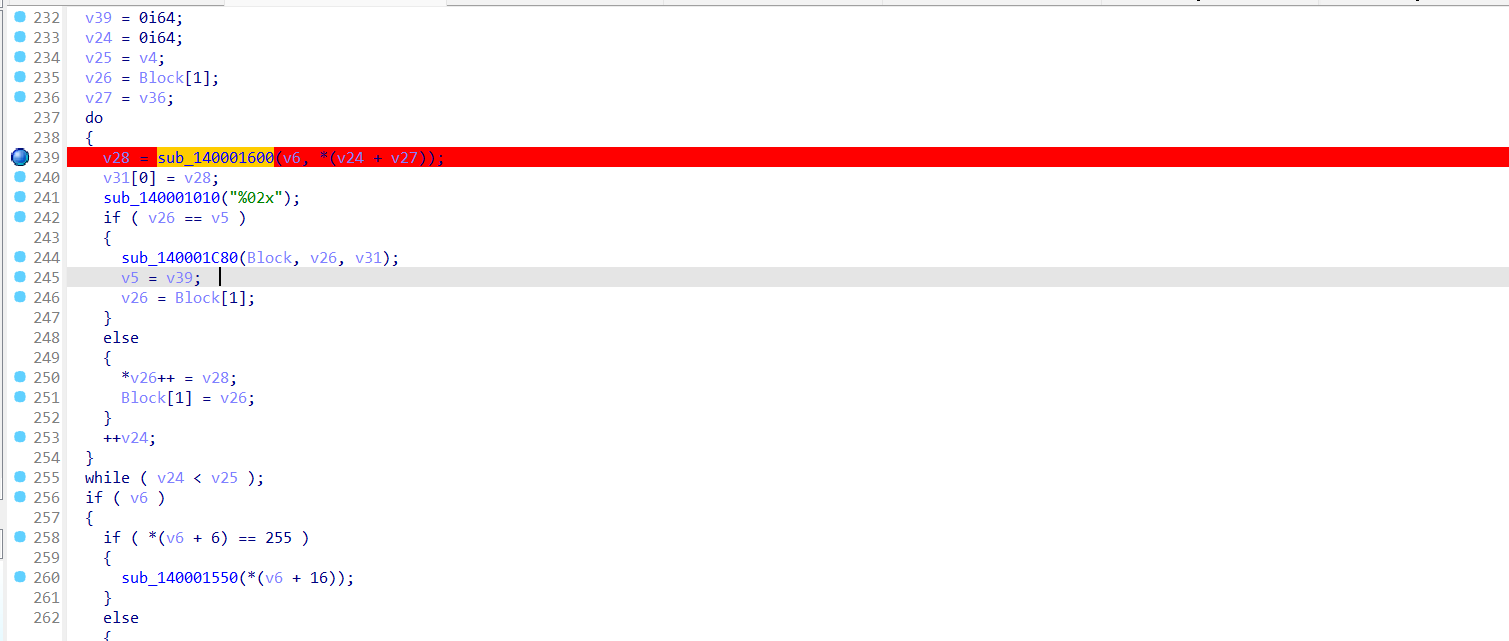 232 v39 = 0i64;
233 v24 = 0i64;
234 v25 = v4;
235 v26 = Block[1];
236 v27 = v36;
237 do
238 {
239 v28 = sub_140001600(v6, *(v24 + v27));
240 v31[0] = v28;
241 sub_140001010("%02x");
242 if ( v26 == v5 )
243 {
244 sub_140001C80(Block, v26, v31);
245 v5 = v39;
246 v26 = Block[1];
247 }
248 else
249 {
250 *v26++ = v28;
251 Block[1] = v26;
252 }
253 ++v24;
254 }
255 while ( v24 < v25 );
256 if ( v6 )
257 {
258 if ( *(v6 + 6) == 255 )
259 {
260 sub_140001550(*(v6 + 16));
261 }
262 else
{